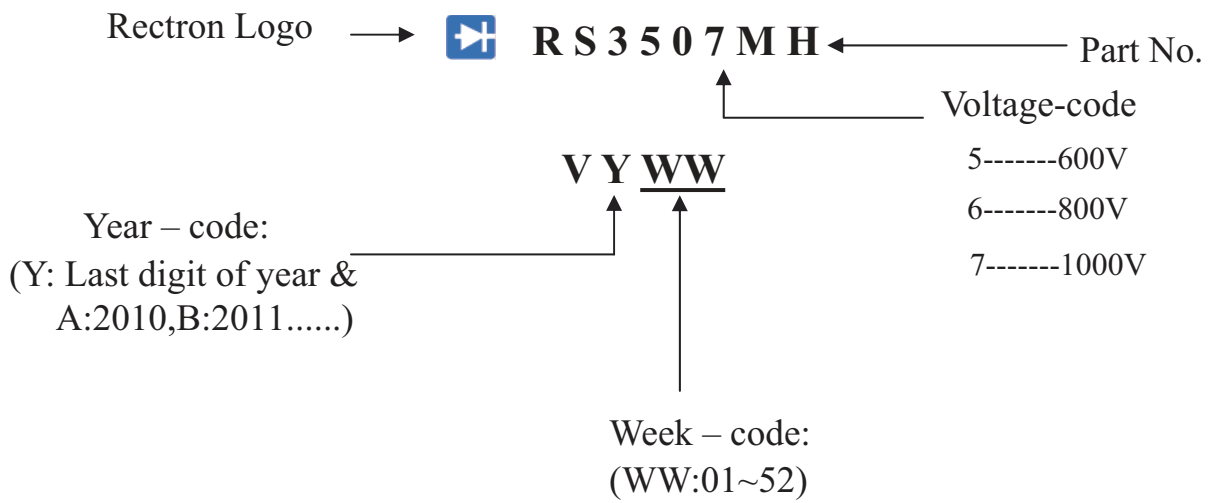 Rectron Logo
R S 3 5 0 7 M H
Part No.
Voltage-code
5-------600V
6-------800V
7-------1000V
V Y WW
Year – code:
(Y: Last digit of year &
A:2010,B:2011......)
Week – code:
(WW:01~52)